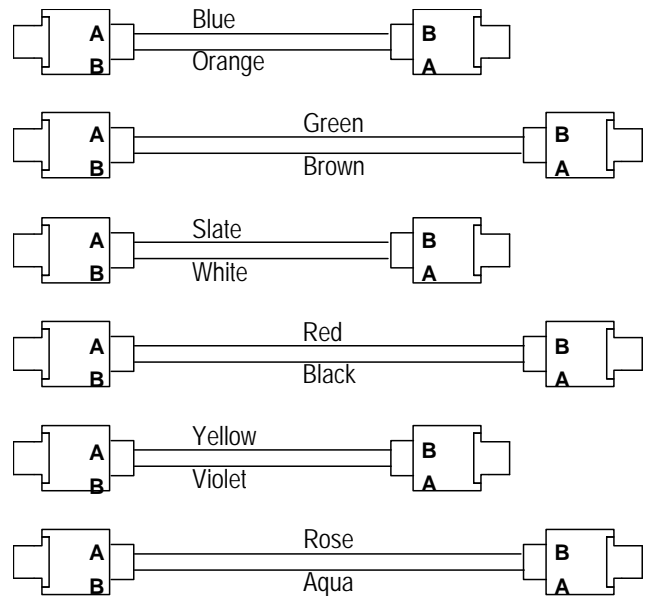 Blue
A B
Orange
B A
Green
A B
Brown
B A
Slate
A B
White
B A
Red
A B
Black
B A
Yellow
A B
Violet
B A
Rose
A B
Aqua
B A